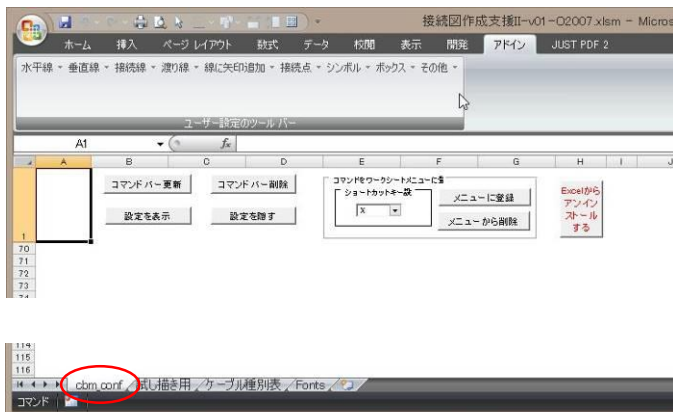 接続図作成支援II-v01-O2007.xlsm - Micros
ホーム 挿入 ページ レイアウト 数式 データ 校閲 表示 開発 アドイン JUST PDF 2
水平線 垂直線 接続線 渡り線 線に矢印追加 接続点 シンボル ボックス その他
ユーザー設定のツール バー
A1 fx
A B C D E F G H I J
コマンド バー更新 コマンド バー削除 コマンドをワークシートメニューに
ショートカットキー
X メニューに登録 Excelから
アンイン
ストール
する
設定を表示 設定を隠す メニューから削除
1
70
71
72
73
74
114
115
116
cbm_conf 試し描き用 ケーブル種別表 Fonts
コマンド